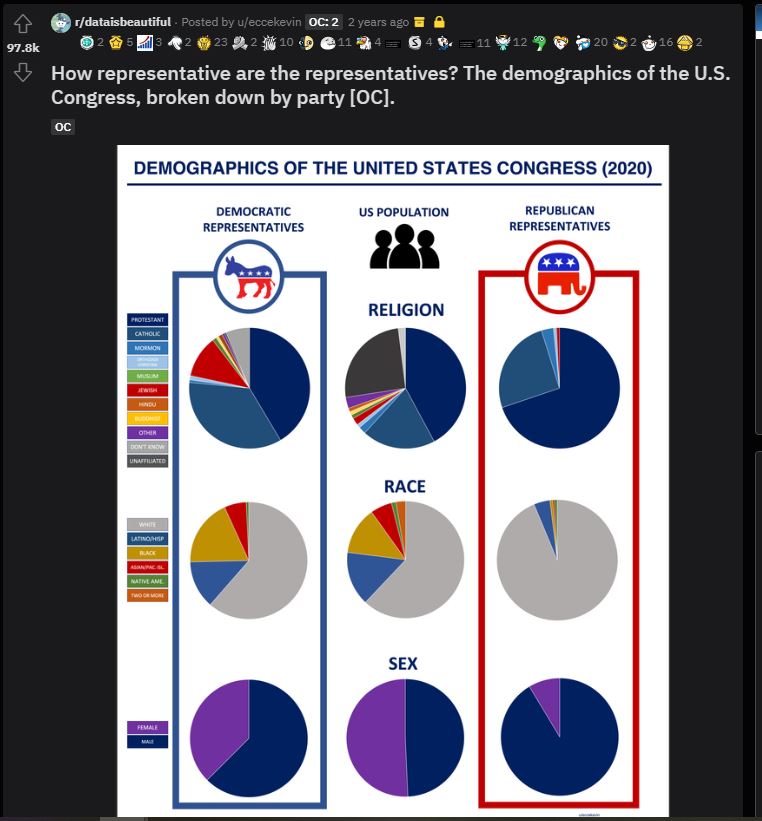 r/dataisbeautiful · Posted by u/eccekevin OC: 2 2 years ago
97.8k
2 5 3 2 23 2 10 11 4 4 11 12 20 2 16 2
How representative are the representatives? The demographics of the U.S.
Congress, broken down by party [OC].
OC
DEMOGRAPHICS OF THE UNITED STATES CONGRESS (2020)
DEMOCRATIC
REPRESENTATIVES
US POPULATION
REPUBLICAN
REPRESENTATIVES
RELIGION
PROTESTANT
CATHOLIC
MORMON
MUSLIM
JEWISH
HINDU
BUDDHIST
OTHER
DON'T KNOW
UNAFFILIATED
RACE
WHITE
LATINO/HISP
BLACK
ASIAN/PAC. ISL.
NATIVE AME.
TWO OR MORE
SEX
FEMALE
MALE